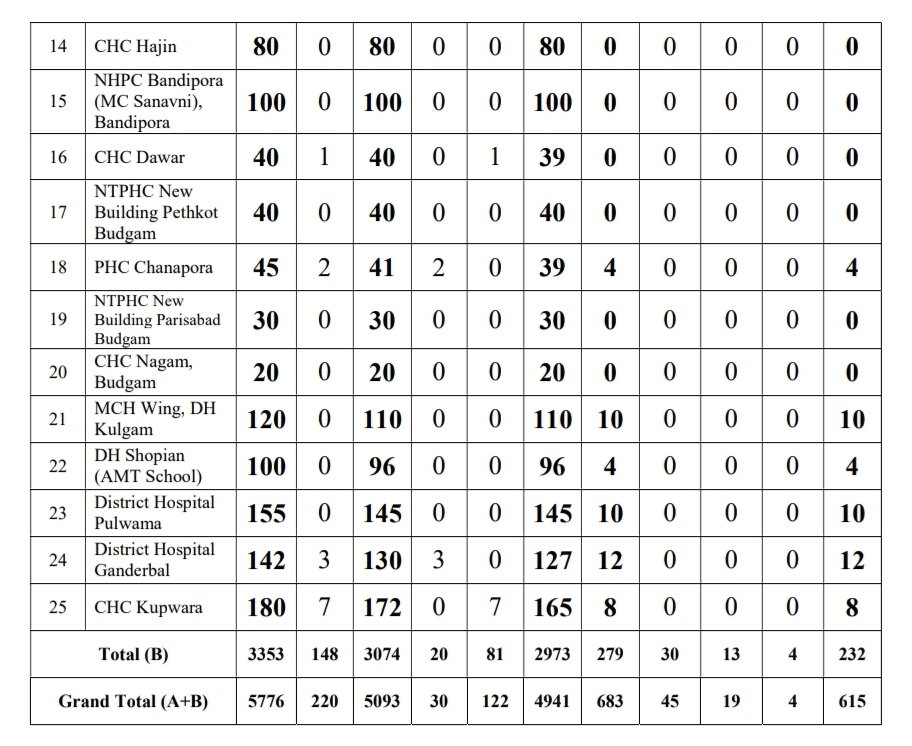 14 CHC Hajin 80 0 80 0 0 80 0 0 0 0 0
15 NHPC Bandipora (MC Sanavni), Bandipora 100 0 100 0 0 100 0 0 0 0 0
16 CHC Dawar 40 1 40 0 1 39 0 0 0 0 0
17 NTPHC New Building Pethkot Budgam 40 0 40 0 0 40 0 0 0 0 0
18 PHC Chanapora 45 2 41 2 0 39 4 0 0 0 4
19 NTPHC New Building Parisabad Budgam 30 0 30 0 0 30 0 0 0 0 0
20 CHC Nagam, Budgam 20 0 20 0 0 20 0 0 0 0 0
21 MCH Wing, DH Kulgam 120 0 110 0 0 110 10 0 0 0 10
22 DH Shopian (AMT School) 100 0 96 0 0 96 4 0 0 0 4
23 District Hospital Pulwama 155 0 145 0 0 145 10 0 0 0 10
24 District Hospital Ganderbal 142 3 130 3 0 127 12 0 0 0 12
25 CHC Kupwara 180 7 172 0 7 165 8 0 0 0 8
Total (B) 3353 148 3074 20 81 2973 279 30 13 4 232
Grand Total (A+B) 5776 220 5093 30 122 4941 683 45 19 4 615